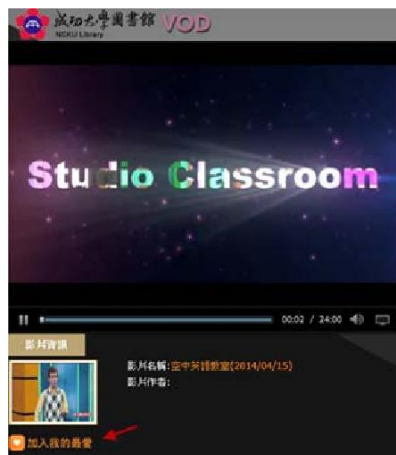 成功大學圖書館 VOD
NCKU Library
Studio Classroom
00:02 / 24:00
影片資訊
影片名稱:空中英語教室(2014/04/15)
影片作者:
加入我的最愛